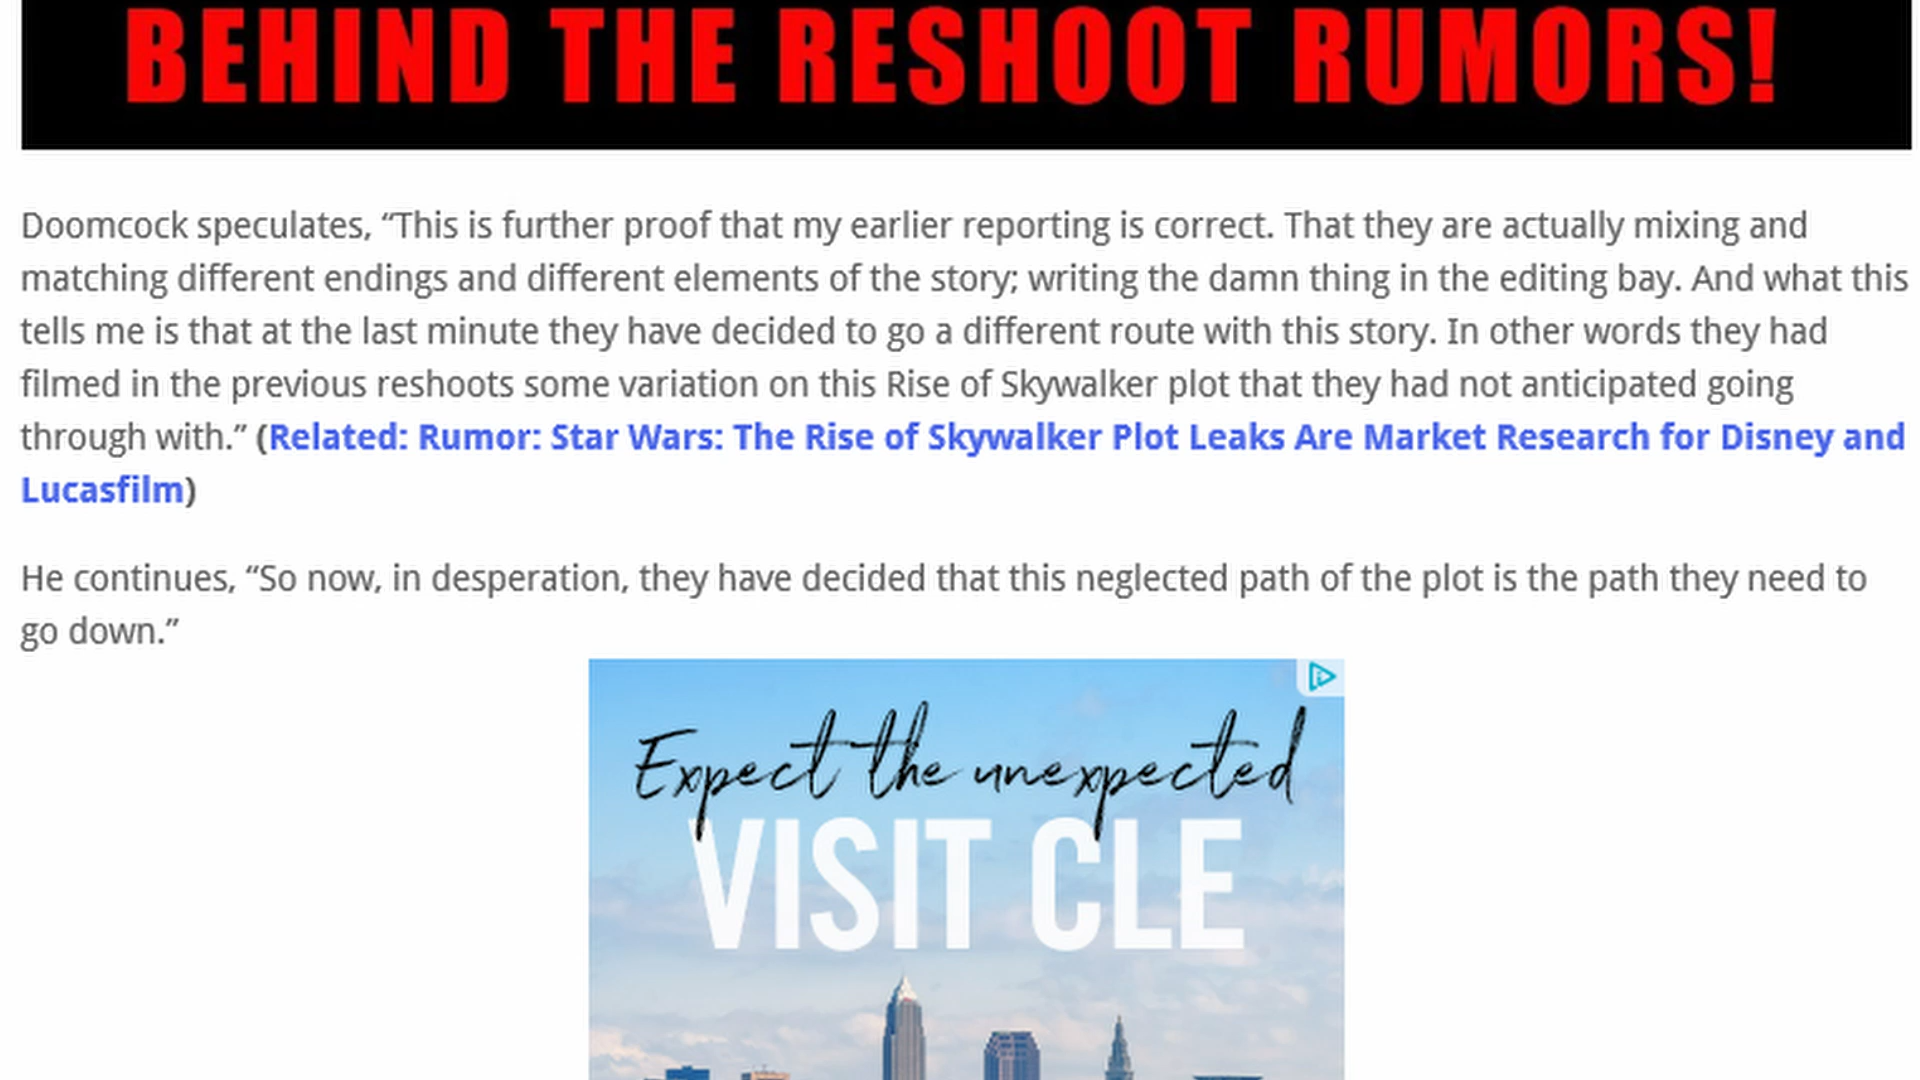 BEHIND THE RESHOOT RUMORS!
Doomcock speculates, “This is further proof that my earlier reporting is correct. That they are actually mixing and
matching different endings and different elements of the story; writing the damn thing in the editing bay. And what this
tells me is that at the last minute they have decided to go a different route with this story. In other words they had
filmed in the previous reshoots some variation on this Rise of Skywalker plot that they had not anticipated going
through with.” (Related: Rumor: Star Wars: The Rise of Skywalker Plot Leaks Are Market Research for Disney and
Lucasfilm)
He continues, “So now, in desperation, they have decided that this neglected path of the plot is the path they need to
go down.”
Expect the unexpected
VISIT CLE